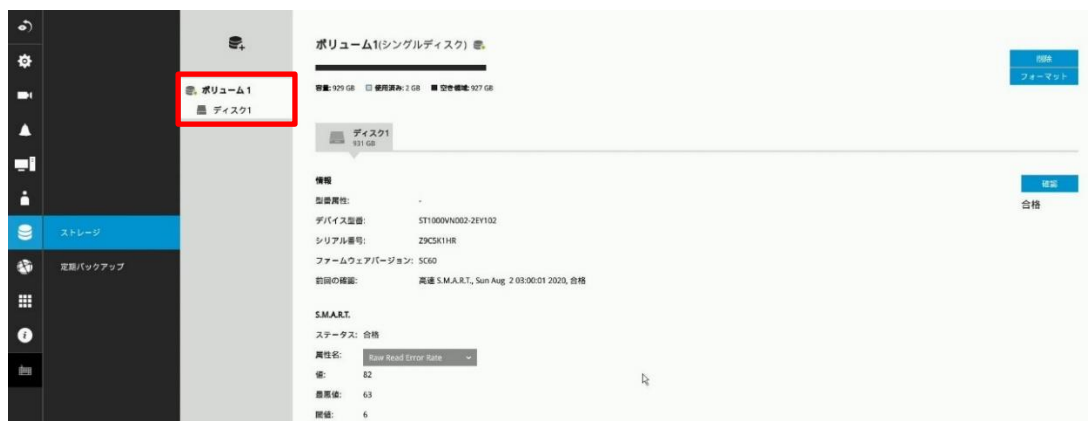 ボリューム1(シングルディスク)
削除
フォーマット
容量: 929 GB 使用済み: 2 GB 空き領域: 927 GB
ボリューム1
ディスク1
ディスク1
931 GB
情報
確認
合格
型番属性: -
デバイス型番: ST1000VN002-2EY102
シリアル番号: Z9C5K1HR
ファームウェアバージョン: SC60
前回の確認: 高速 S.M.A.R.T., Sun Aug 2 03:00:01 2020, 合格
ストレージ
定期バックアップ
S.M.A.R.T.
ステータス: 合格
属性名: Raw Read Error Rate
値: 82
最悪値: 63
閾値: 6